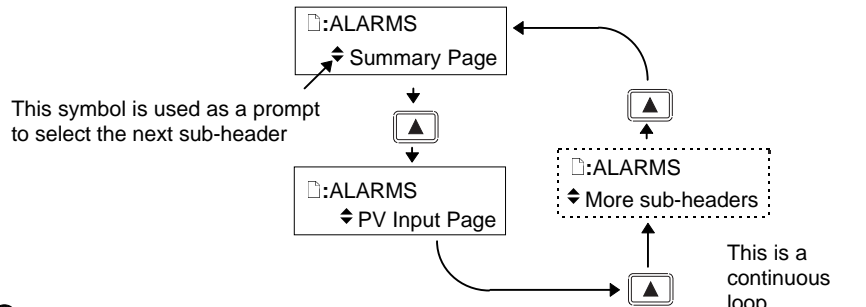 :ALARMS
Summary Page
This symbol is used as a prompt
to select the next sub-header
:ALARMS
PV Input Page
:ALARMS
More sub-headers
This is a
continuous
loop